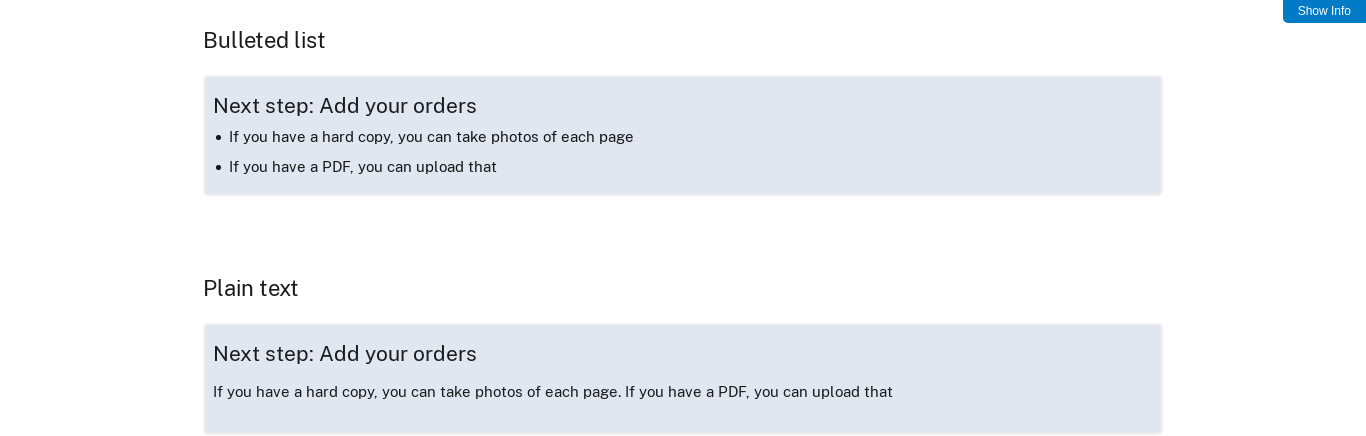 Show Info
Bulleted list
Next step: Add your orders
• If you have a hard copy, you can take photos of each page
• If you have a PDF, you can upload that
Plain text
Next step: Add your orders
If you have a hard copy, you can take photos of each page. If you have a PDF, you can upload that